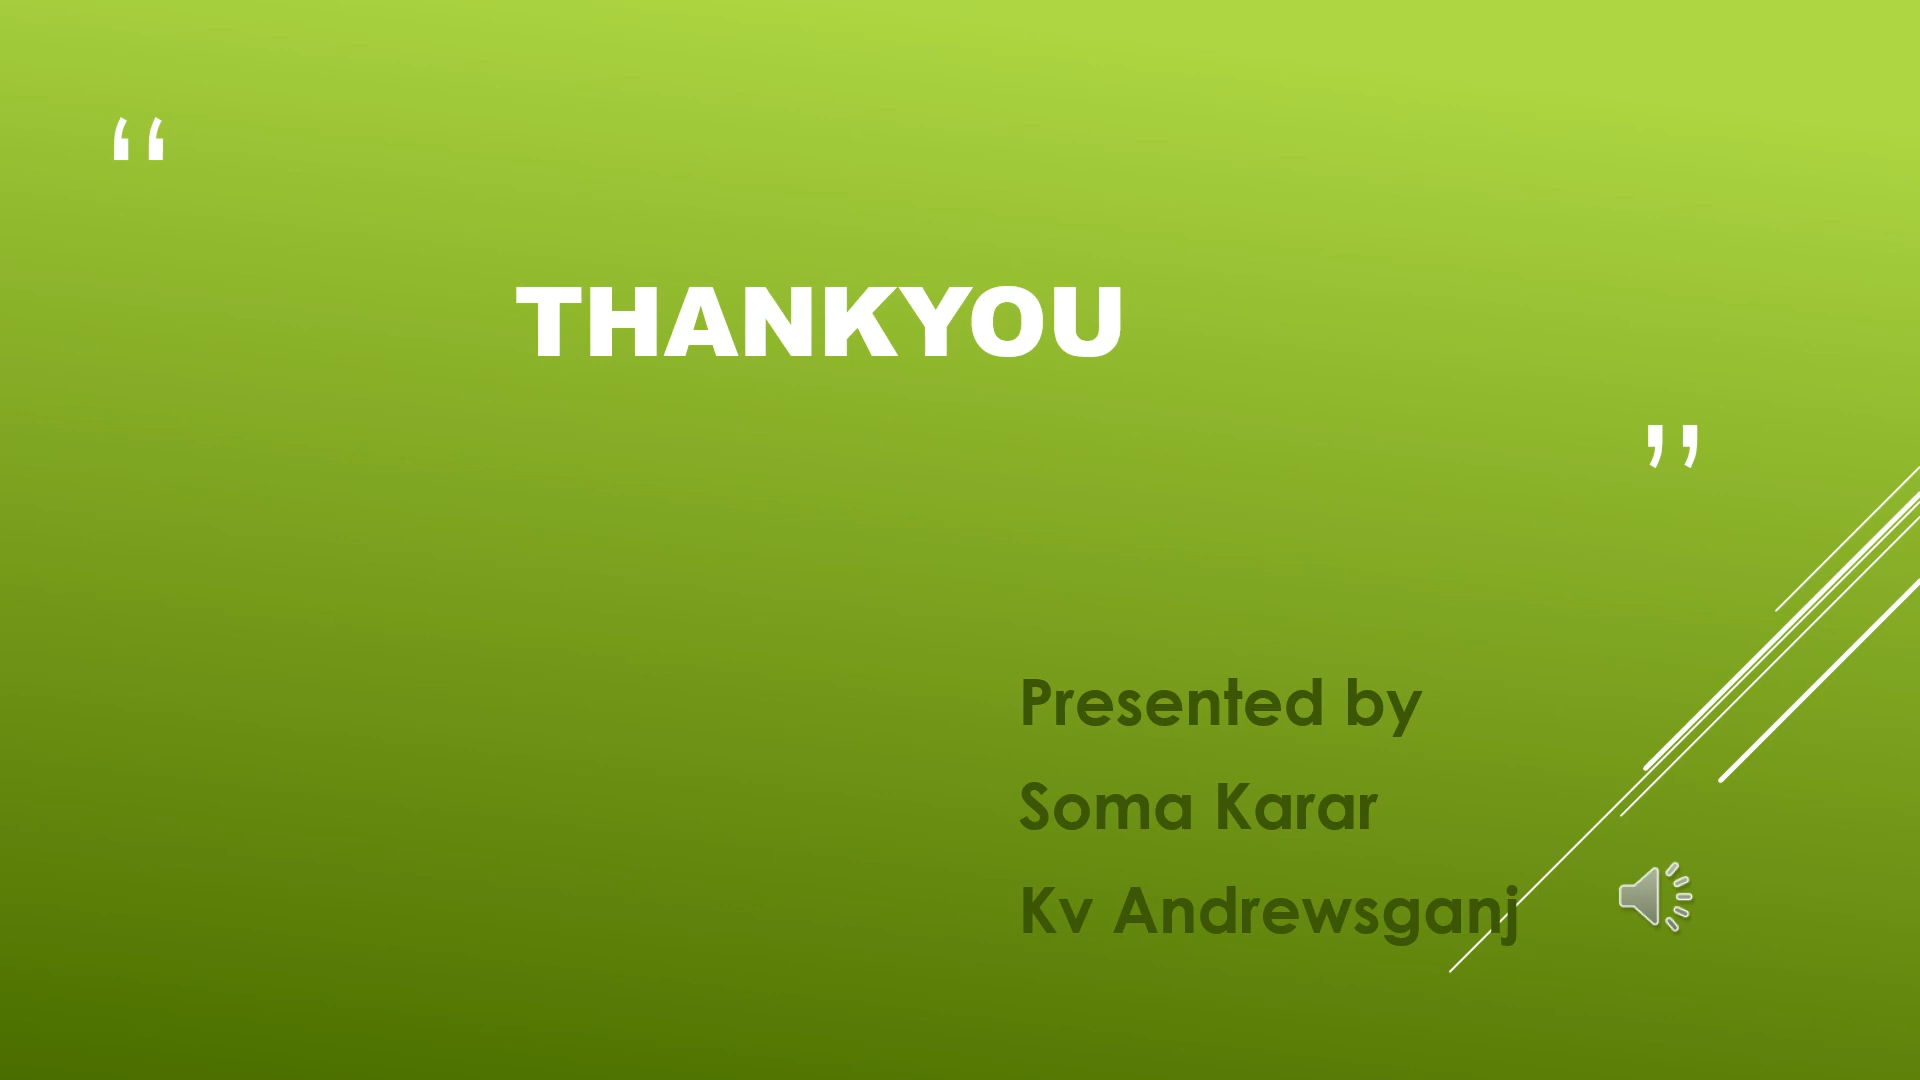 “
THANKYOU
”
Presented by
Soma Karar
Kv Andrewsganj